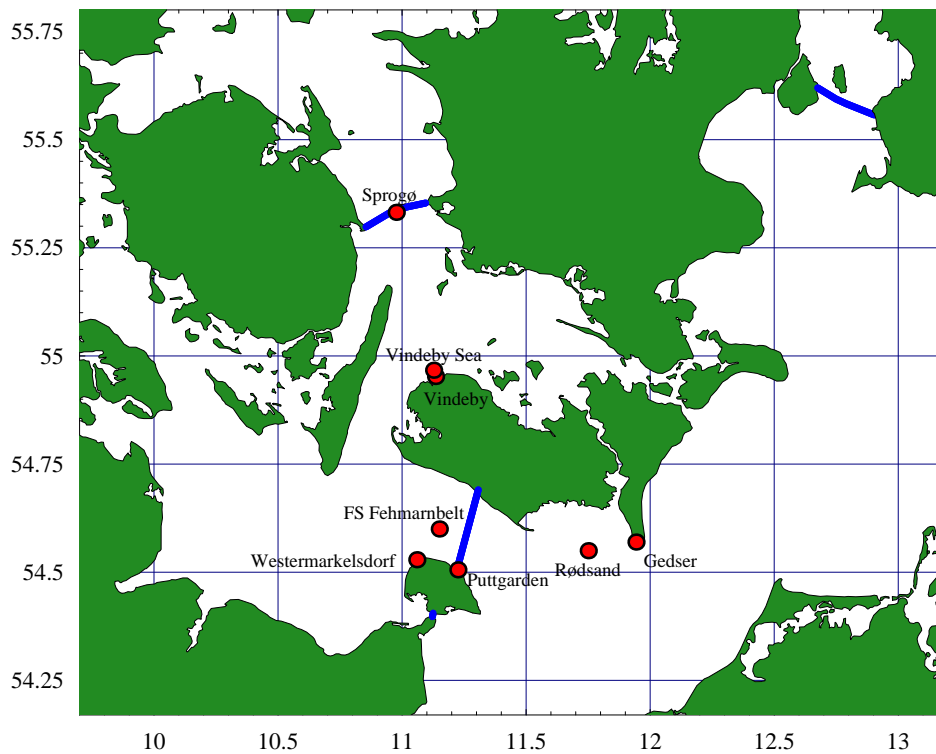 55.75
55.5
Sprogø
55.25
55
Vindeby Sea
Vindeby
54.75
FS Fehmarnbelt
Westermarkelsdorf
Rødsand
Gedser
54.5
Puttgarden
54.25
10
10.5
11
11.5
12
12.5
13